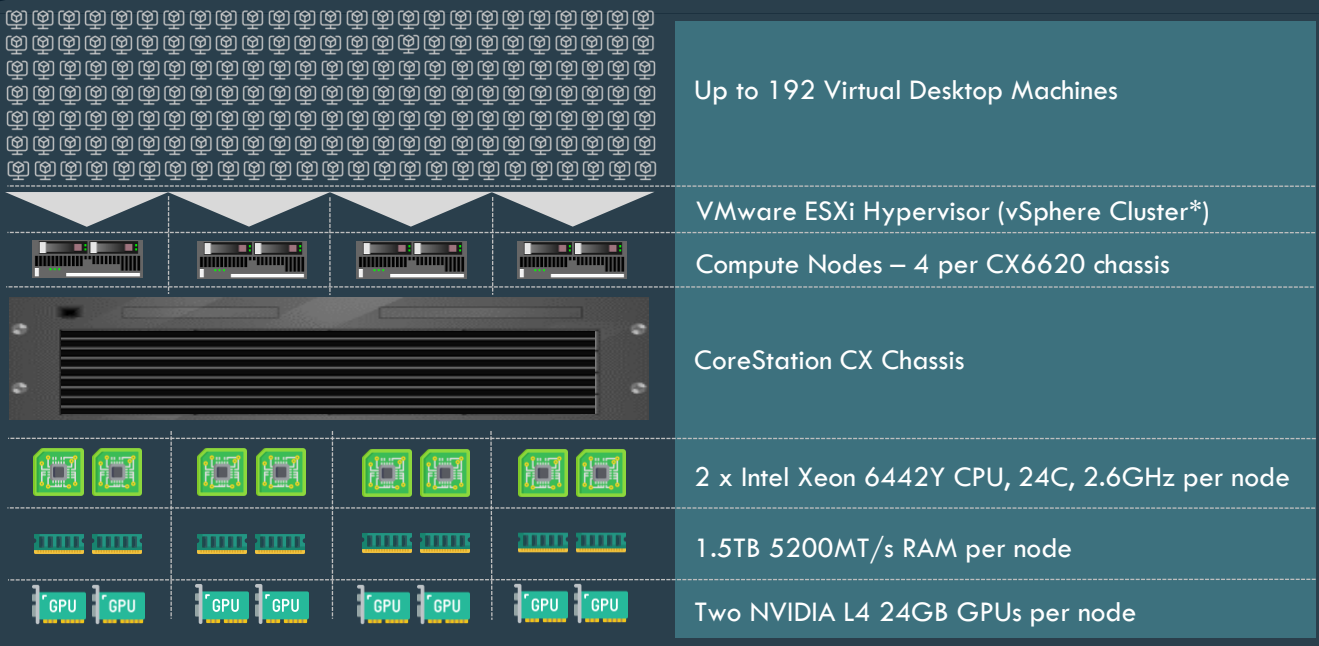 Up to 192 Virtual Desktop Machines
VMware ESXi Hypervisor (vSphere Cluster*)
Compute Nodes – 4 per CX6620 chassis
CoreStation CX Chassis
2 x Intel Xeon 6442Y CPU, 24C, 2.6GHz per node
1.5TB 5200MT/s RAM per node
GPU GPU GPU GPU GPU GPU GPU GPU
Two NVIDIA L4 24GB GPUs per node